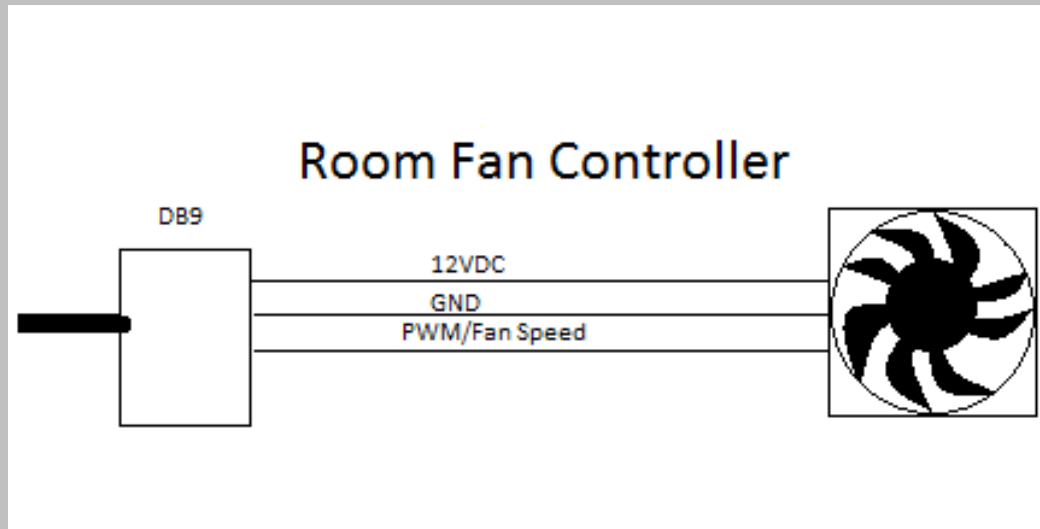 Room Fan Controller
DB9
12VDC
GND
PWM/Fan Speed